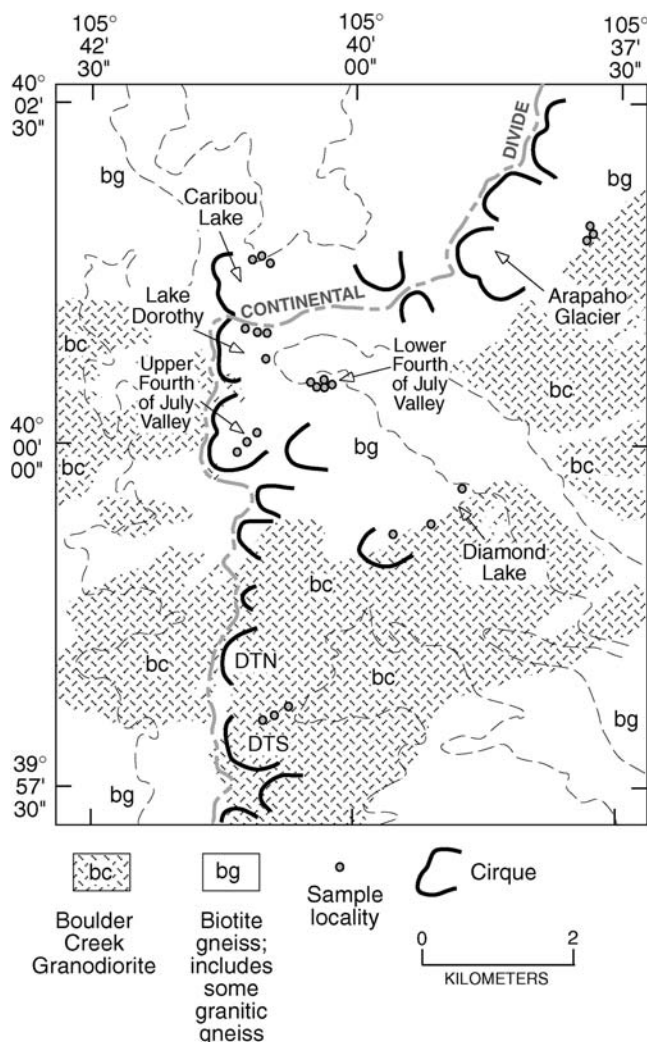 105°
42'
30"
105°
40'
00"
105°
37'
30"
40°
02'
30"
DIVIDE
bg
bg
Caribou
Lake
CONTINENTAL
Lake
Dorothy
Arapaho
Glacier
bc
Upper
Fourth
of July
Valley
Lower
Fourth
of July
Valley
bc
40°
00'
00"
bc
bg
bc
Diamond
Lake
bc
bc
DTN
bc
bg
DTS
39°
57'
30"
bg
bc
Boulder
Creek
Granodiorite
bg
Biotite
gneiss;
includes
some
granitic
gneiss
Sample
locality
Cirque
0 2
KILOMETERS